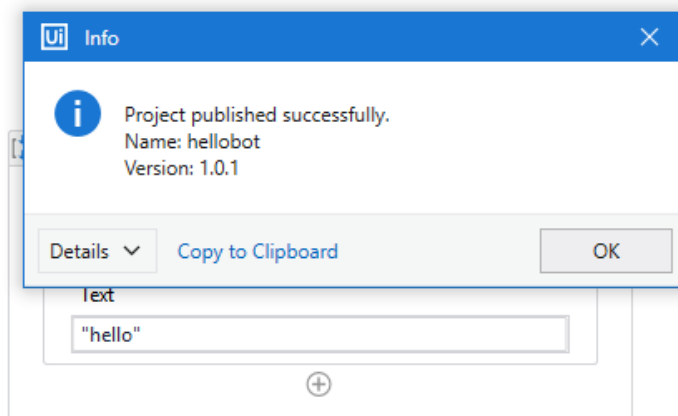 Ui Info
Project published successfully.
Name: hellobot
Version: 1.0.1
Details Copy to Clipboard OK
Text
"hello"